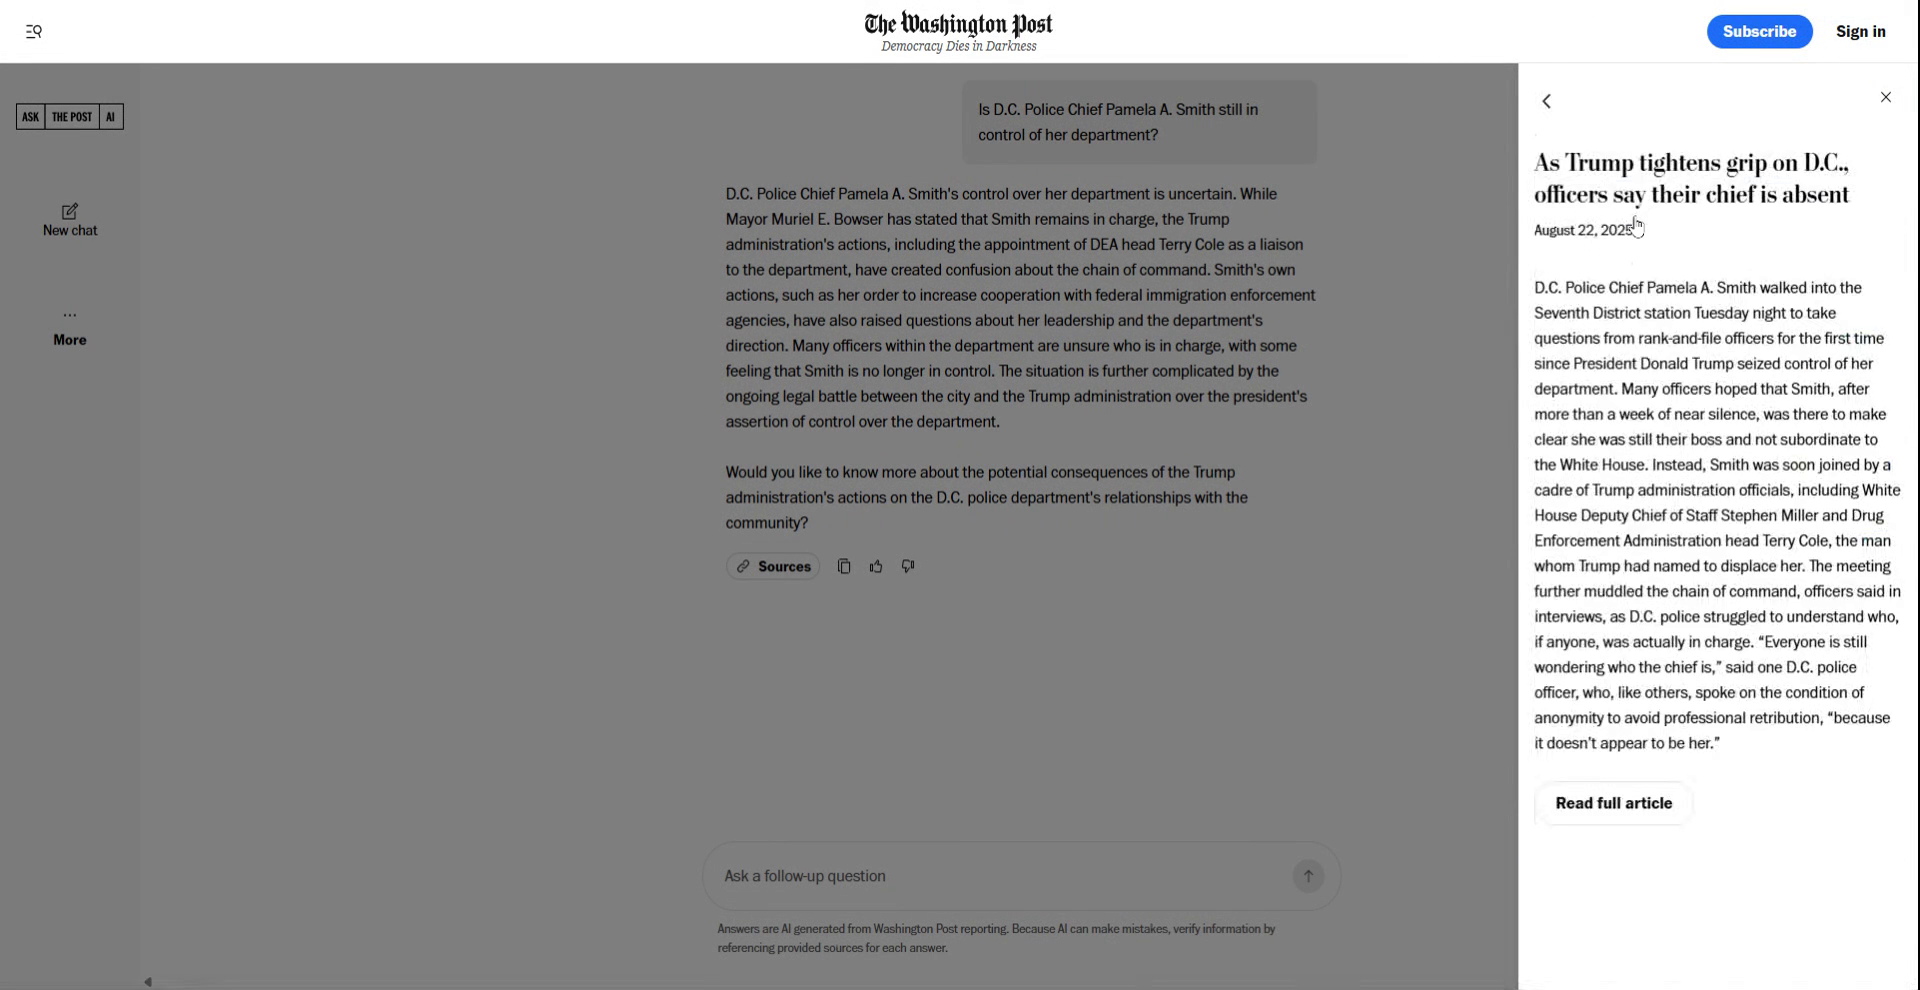 The Washington Post
Democracy Dies in Darkness
Subscribe
Sign in
ASK THE POST AI
New chat
...
More
Is D.C. Police Chief Pamela A. Smith still in
control of her department?
D.C. Police Chief Pamela A. Smith's control over her department is uncertain. While
Mayor Muriel E. Bowser has stated that Smith remains in charge, the Trump
administration's actions, including the appointment of DEA head Terry Cole as a liaison
to the department, have created confusion about the chain of command. Smith's own
actions, such as her order to increase cooperation with federal immigration enforcement
agencies, have also raised questions about her leadership and the department's
direction. Many officers within the department are unsure who is in charge, with some
feeling that Smith is no longer in control. The situation is further complicated by the
ongoing legal battle between the city and the Trump administration over the president's
assertion of control over the department.
Would you like to know more about the potential consequences of the Trump
administration's actions on the D.C. police department's relationships with the
community?
Sources
Ask a follow-up question
Answers are AI generated from Washington Post reporting. Because AI can make mistakes, verify information by
referencing provided sources for each answer.
As Trump tightens grip on D.C.,
officers say their chief is absent
August 22, 2025
D.C. Police Chief Pamela A. Smith walked into the
Seventh District station Tuesday night to take
questions from rank-and-file officers for the first time
since President Donald Trump seized control of her
department. Many officers hoped that Smith, after
more than a week of near silence, was there to make
clear she was still their boss and not subordinate to
the White House. Instead, Smith was soon joined by a
cadre of Trump administration officials, including White
House Deputy Chief of Staff Stephen Miller and Drug
Enforcement Administration head Terry Cole, the man
whom Trump had named to displace her. The meeting
further muddled the chain of command, officers said in
interviews, as D.C. police struggled to understand who,
if anyone, was actually in charge. “Everyone is still
wondering who the chief is,” said one D.C. police
officer, who, like others, spoke on the condition of
anonymity to avoid professional retribution, “because
it doesn’t appear to be her.”
Read full article